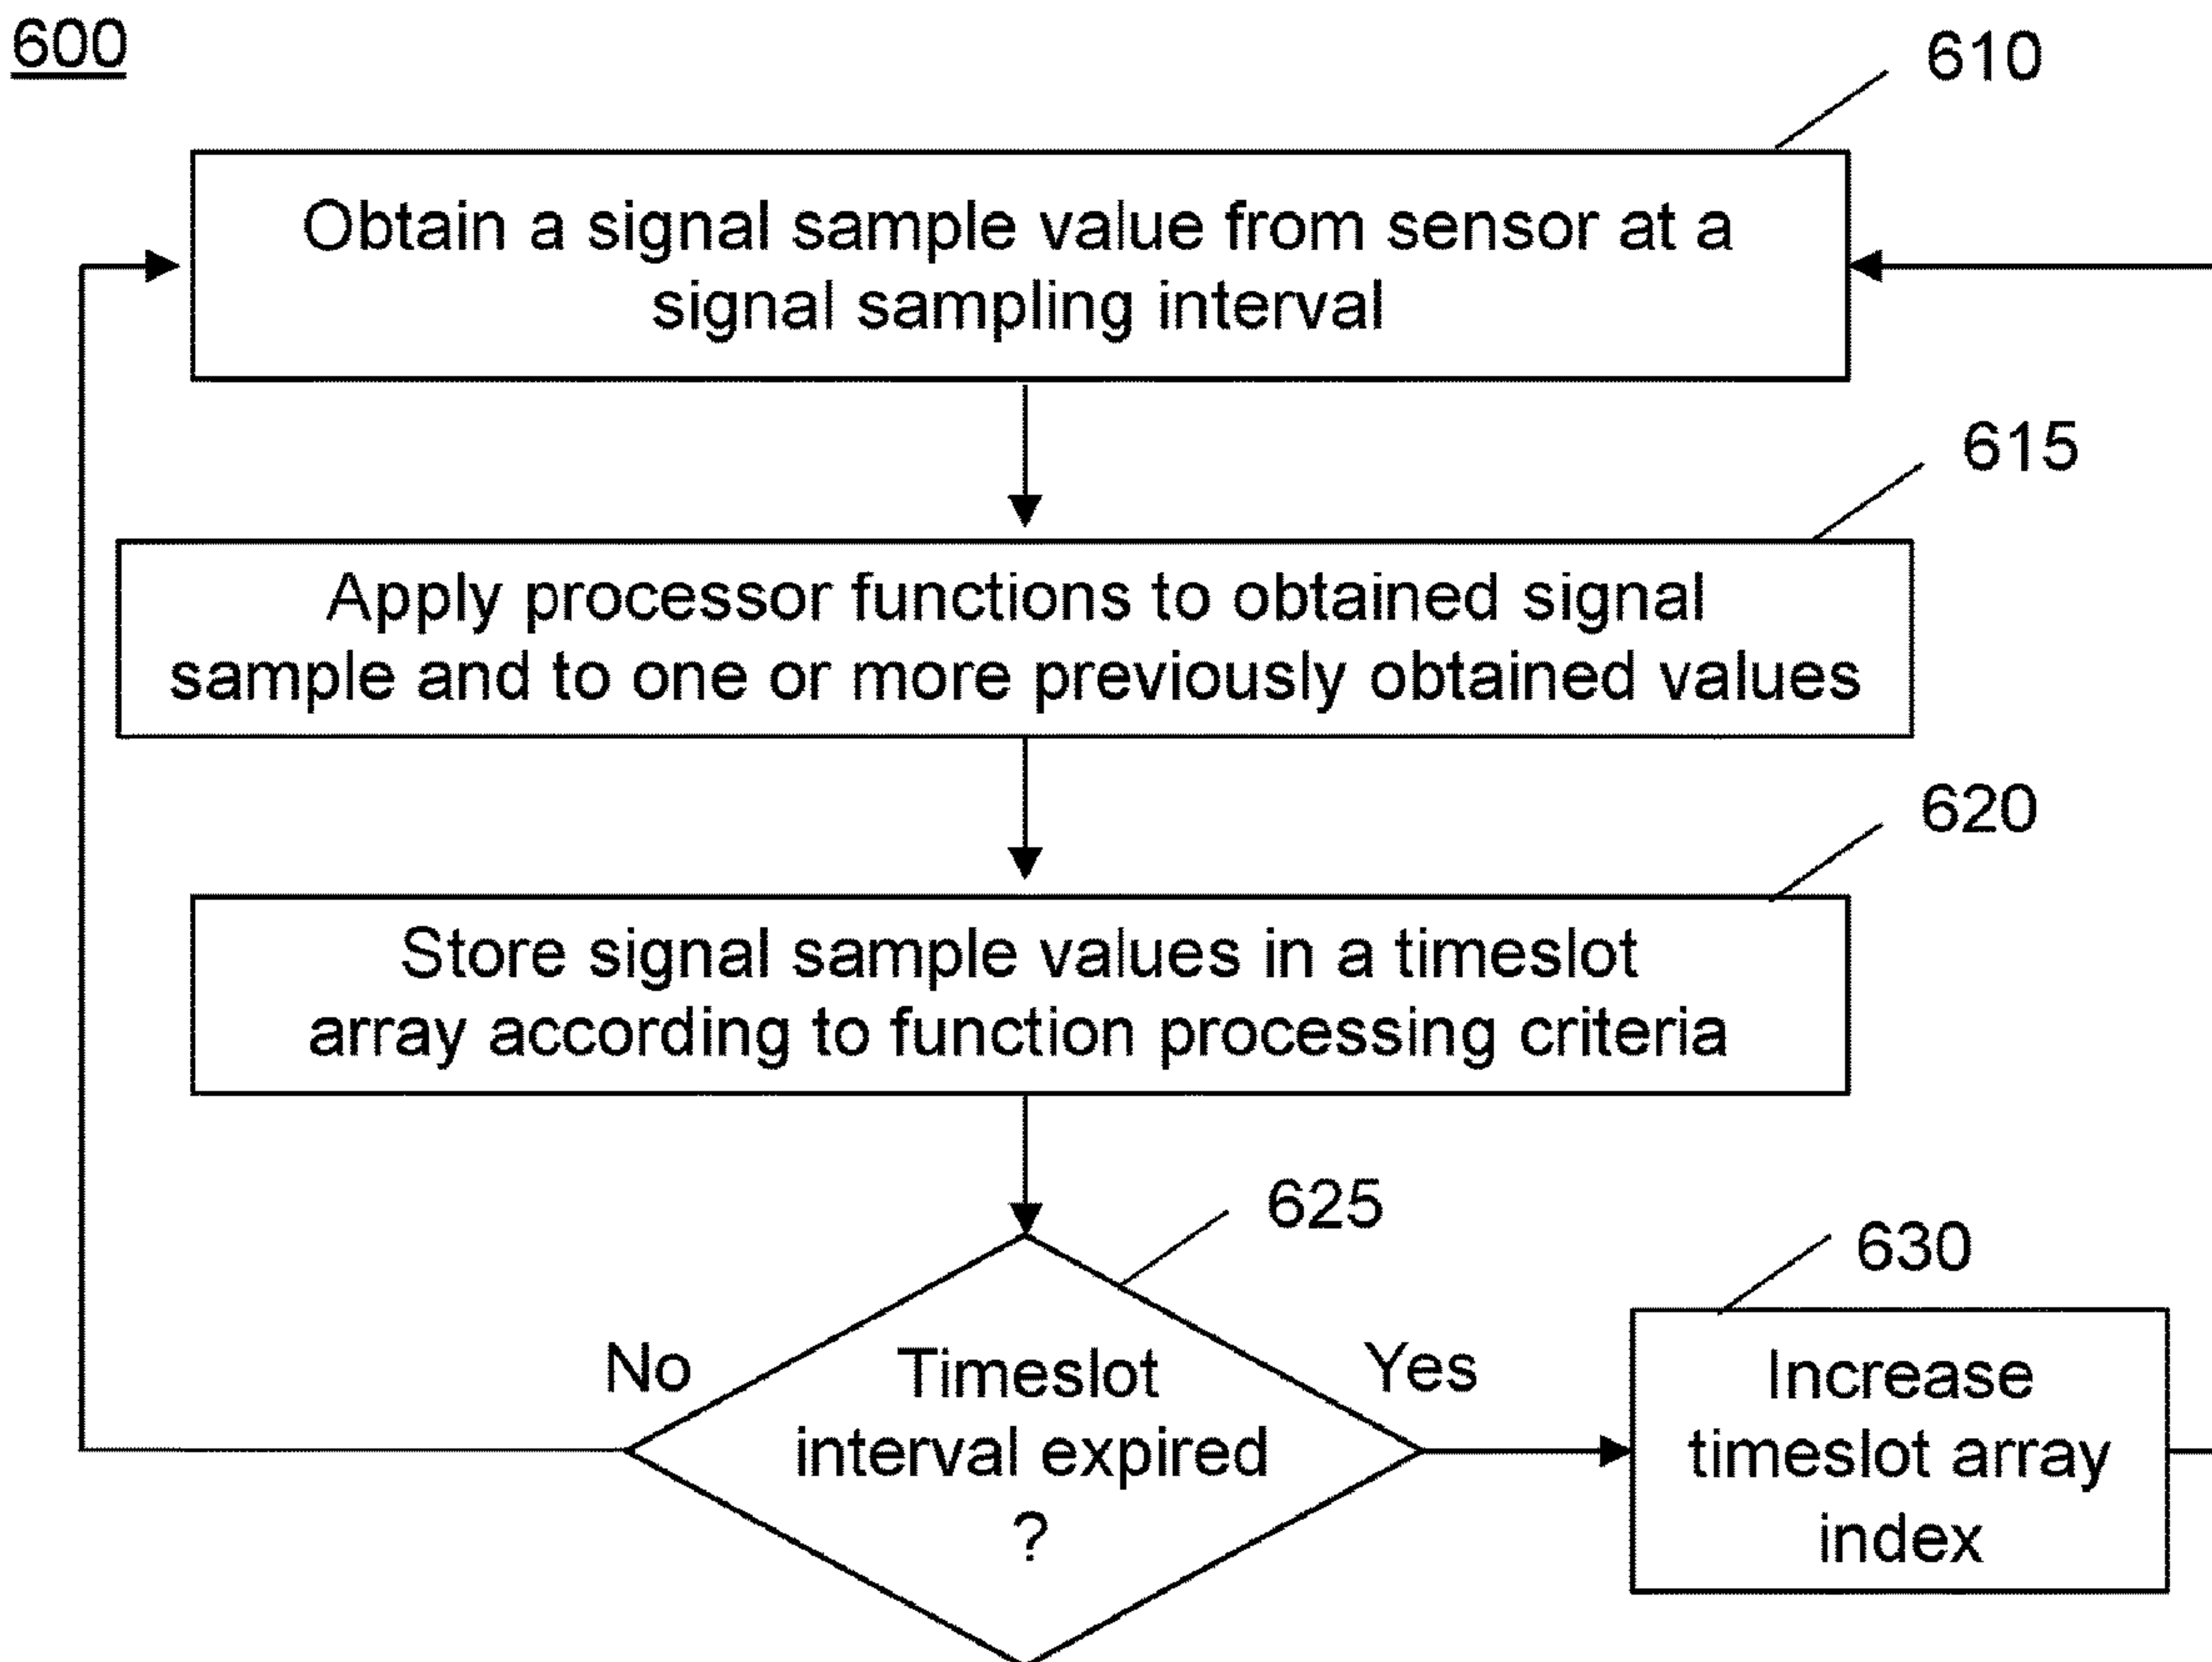 600
610
Obtain a signal sample value from sensor at a
signal sampling interval
615
Apply processor functions to obtained signal
sample and to one or more previously obtained values
620
Store signal sample values in a timeslot
array according to function processing criteria
625
630
No
Timeslot
interval expired
?
Yes
Increase
timeslot array
index